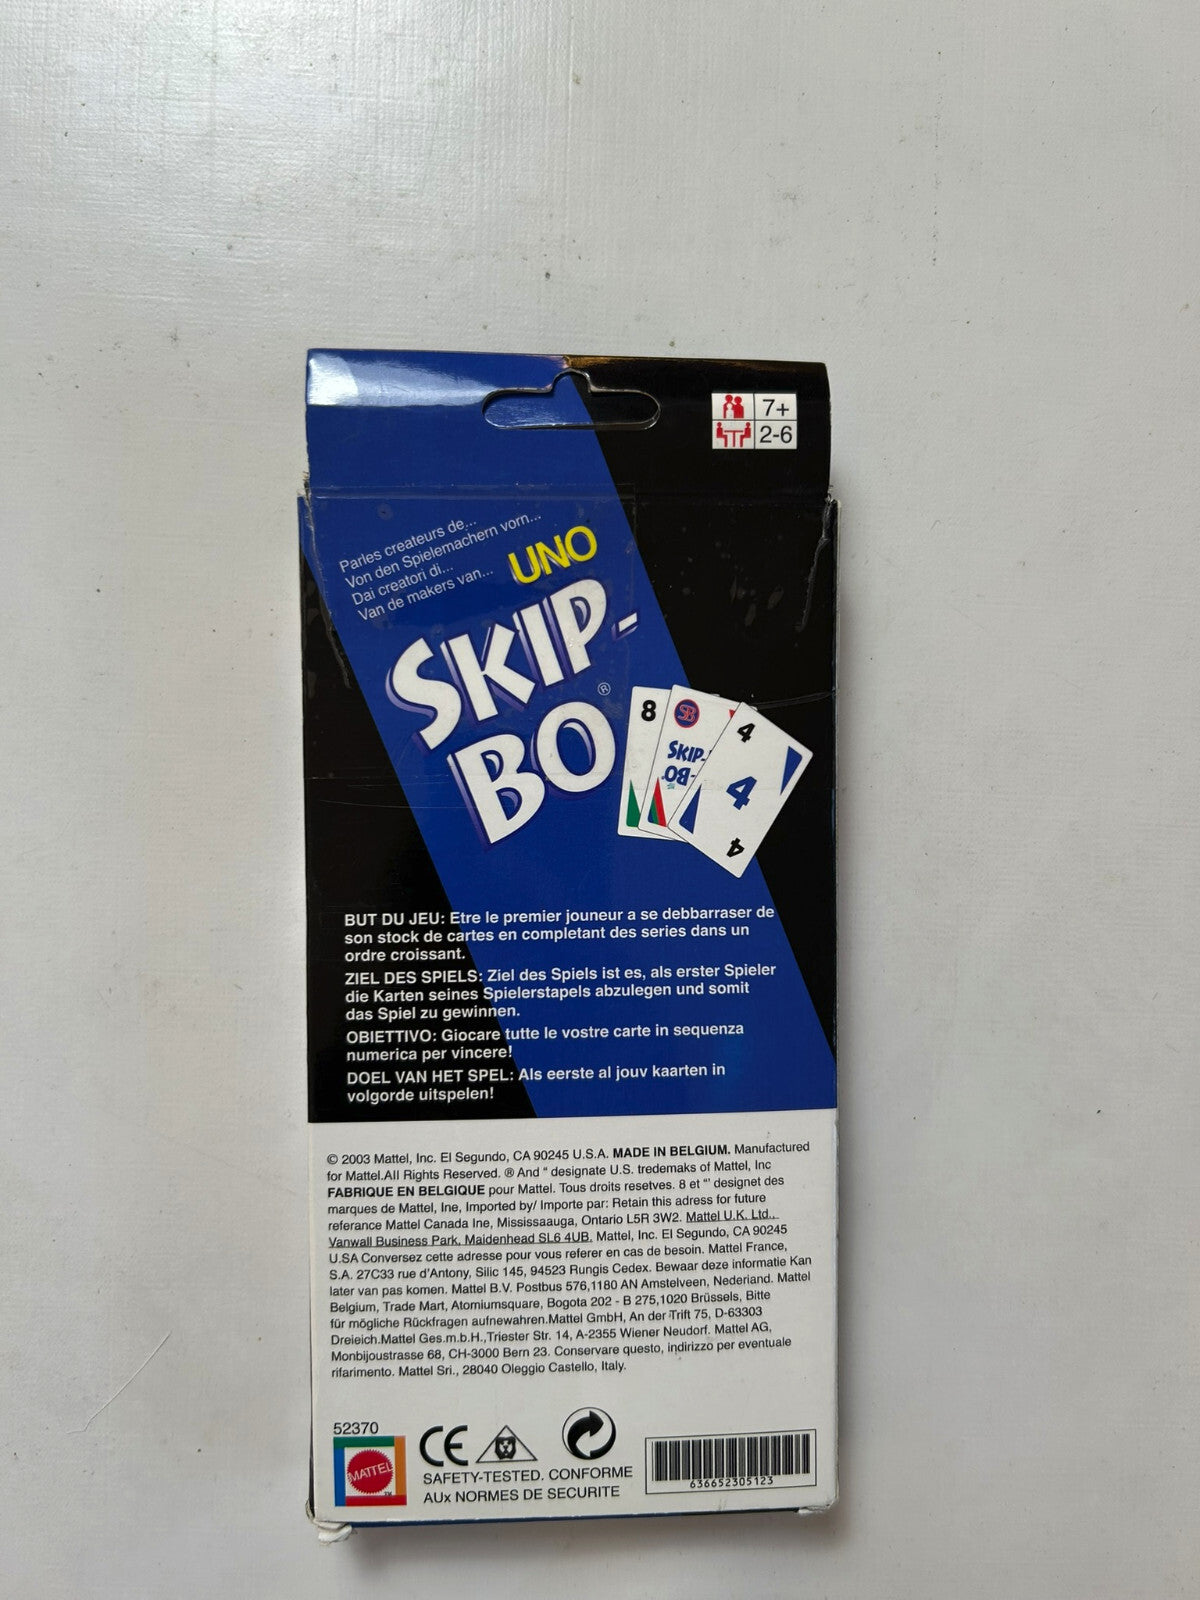 7+
2-6
Parles createurs de...
Von den Spielemachern vorn...
Dai creatori di...
Van de makers van...
UNO
SKIP-
BO®
8
SB
SKIP-
BO
4
4
4
BUT DU JEU: Etre le premier jouneur a se debbarraser de
son stock de cartes en completant des series dans un
ordre croissant.
ZIEL DES SPIELS: Ziel des Spiels ist es, als erster Spieler
die Karten seines Spielerstapels abzulegen und somit
das Spiel zu gewinnen.
OBIETTIVO: Giocare tutte le vostre carte in sequenza
numerica per vincere!
DOEL VAN HET SPEL: Als eerste al jouv kaarten in
volgorde uitspelen!
© 2003 Mattel, Inc. El Segundo, CA 90245 U.S.A. MADE IN BELGIUM. Manufactured
for Mattel.All Rights Reserved. ® And " designate U.S. tredemaks of Mattel, Inc
FABRIQUE EN BELGIQUE pour Mattel. Tous droits resetves. 8 et "' designet des
marques de Mattel, Ine, Imported by/ Importe par: Retain this adress for future
referance Mattel Canada Ine, Mississaauga, Ontario L5R 3W2. Mattel U.K. Ltd.,
Vanwall Business Park, Maidenhead SL6 4UB. Mattel, Inc. El Segundo, CA 90245
U.SA Conversez cette adresse pour vous referer en cas de besoin. Mattel France,
S.A. 27C33 rue d'Antony, Silic 145, 94523 Rungis Cedex. Bewaar deze informatie Kan
later van pas komen. Mattel B.V. Postbus 576,1180 AN Amstelveen, Nederiand. Mattel
Belgium, Trade Mart, Atomiumsquare, Bogota 202 - B 275,1020 Brüssels, Bitte
für mögliche Rückfragen aufnewahren.Mattel GmbH, An der Trift 75, D-63303
Dreieich.Mattel Ges.m.b.H.,Triester Str. 14, A-2355 Wiener Neudorf. Mattel AG,
Monbijoustrasse 68, CH-3000 Bern 23. Conservare questo, indirizzo per eventuale
rifarimento. Mattel Sri., 28040 Oleggio Castello, Italy.
52370
MATTEL
CE
SAFETY-TESTED. CONFORME
AUx NORMES DE SECURITE
636652305123